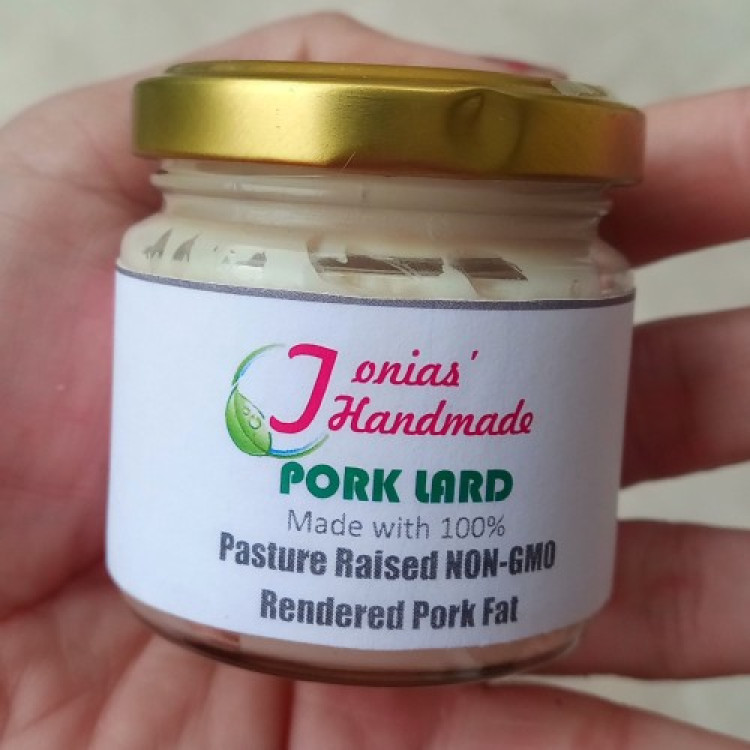 Jonias'
Handmade
PORK LARD
Made with 100%
Pasture Raised NON-GMO
Rendered Pork Fat